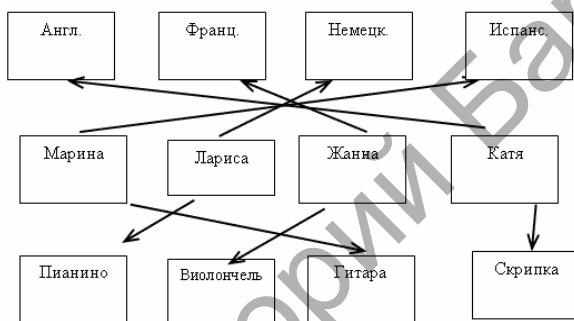 Англ. Франц. Немецк. Испанс.
Марина Лариса Жанна Катя
Пианино Виолончель Гитара Скрипка